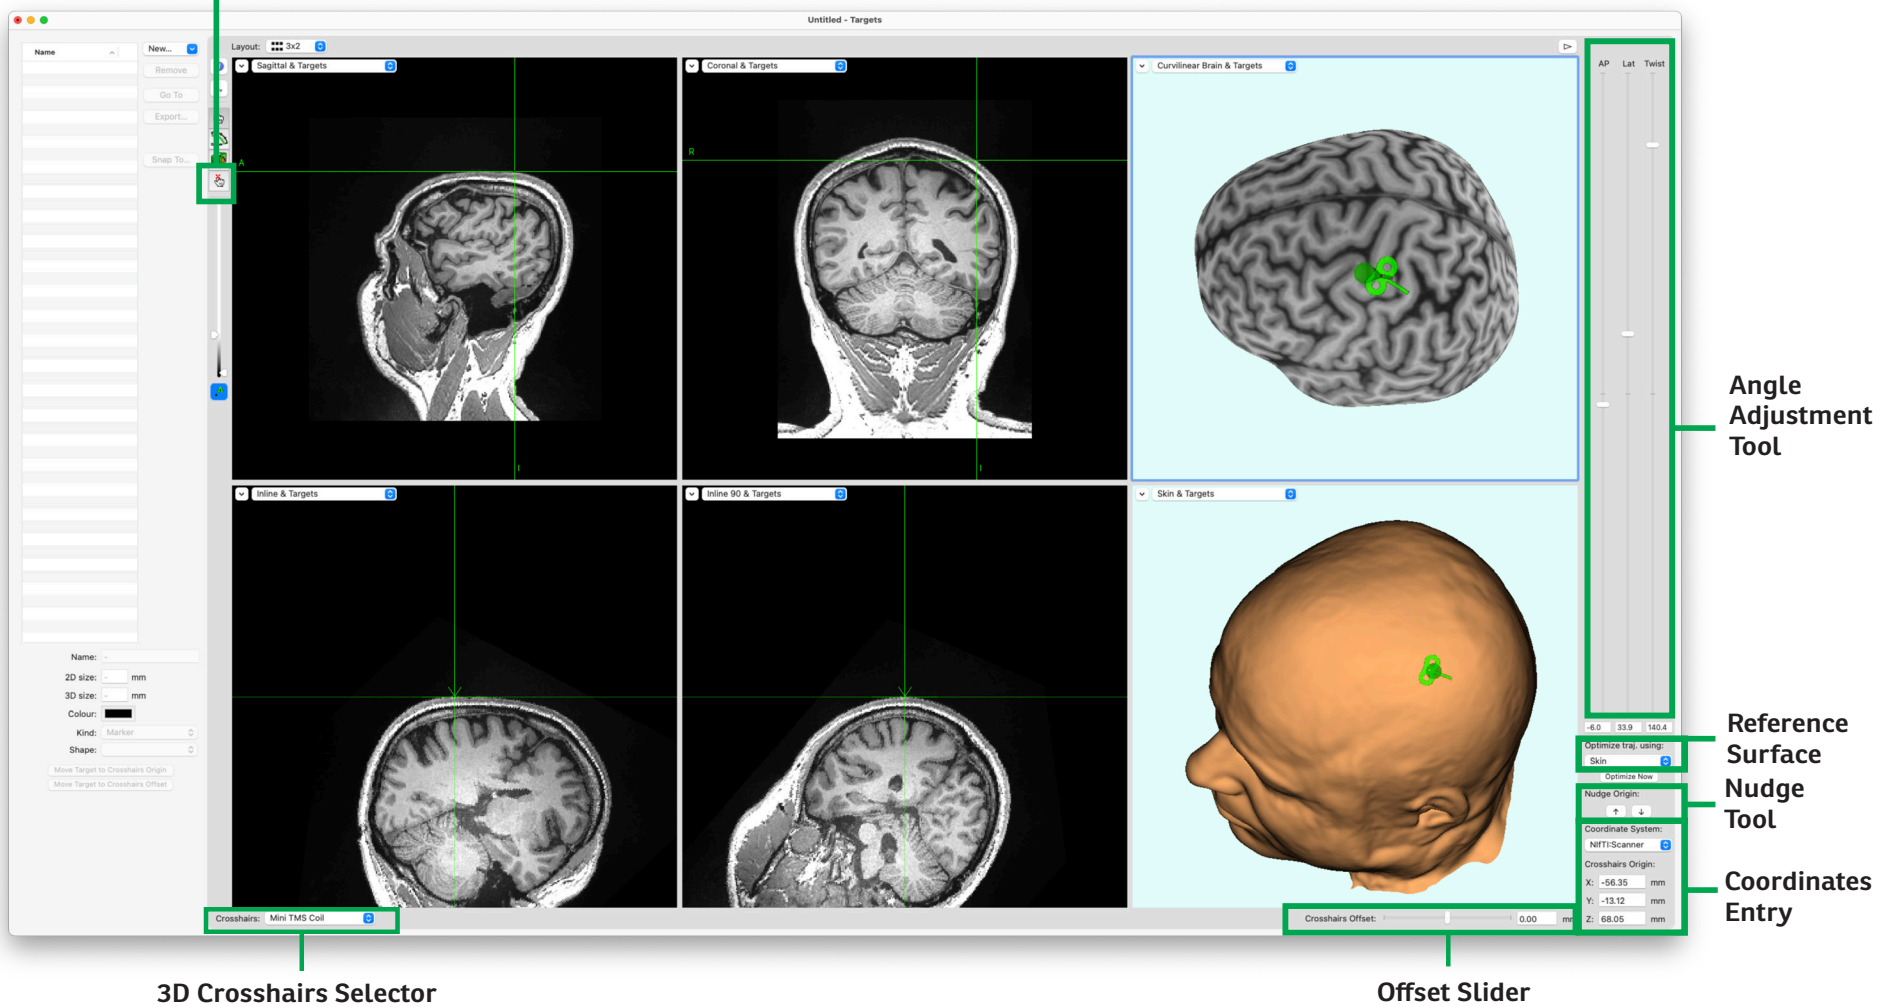 Untitled - Targets
Name
New...
Remove
Go To
Export...
Snap To...
Layout: 3x2
Sagittal & Targets
A
I
Coronal & Targets
R
I
Curvilinear Brain & Targets
Inline & Targets
Inline 90 & Targets
Skin & Targets
AP Lat Twist
-6.0 33.9 140.4
Optimize traj. using:
Skin
Optimize Now
Nudge Origin:
Coordinate System:
NIfTI:Scanner
Crosshairs Origin:
X: -56.35 mm
Y: -13.12 mm
Z: 68.05 mm
Name: -
2D size: - mm
3D size: - mm
Colour:
Kind: Marker
Shape:
Move Target to Crosshairs Origin
Move Target to Crosshairs Offset
Crosshairs: Mini TMS Coil
Crosshairs Offset: 0.00
Angle
Adjustment
Tool
Reference
Surface
Nudge
Tool
Coordinates
Entry
3D Crosshairs Selector
Offset Slider